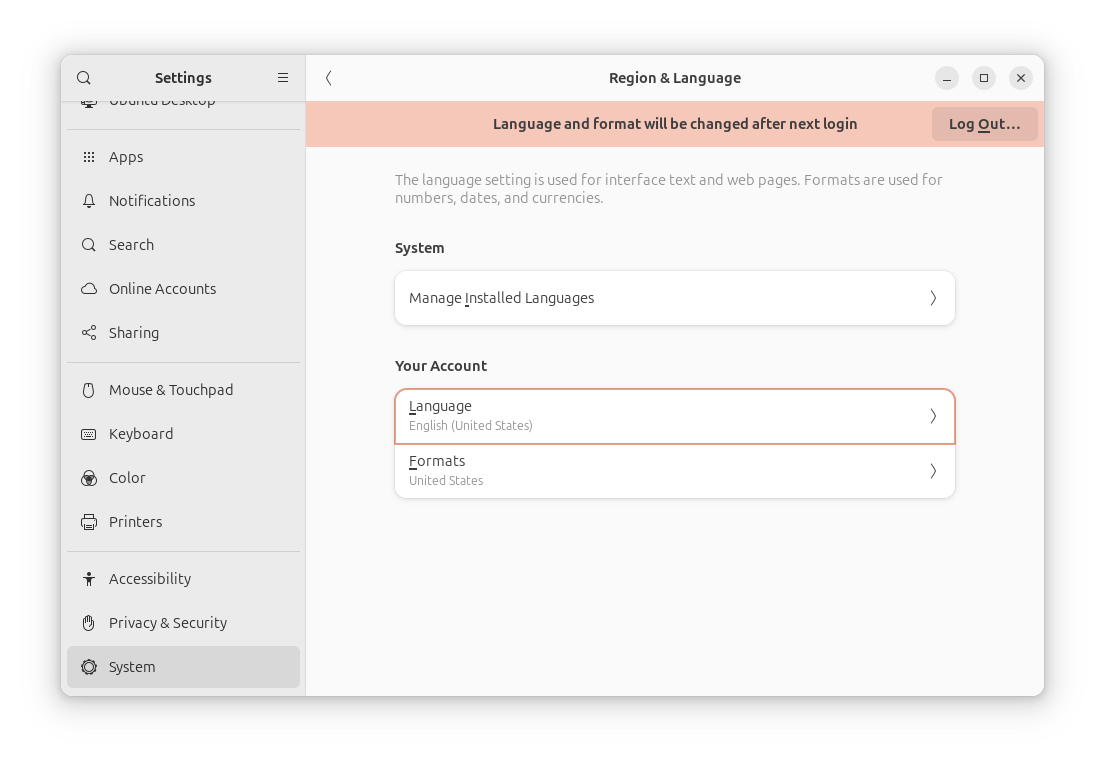 Settings
Ubuntu Desktop
Apps
Notifications
Search
Online Accounts
Sharing
Mouse & Touchpad
Keyboard
Color
Printers
Accessibility
Privacy & Security
System
Region & Language
Language and format will be changed after next login
Log Out…
The language setting is used for interface text and web pages. Formats are used for
numbers, dates, and currencies.
System
Manage Installed Languages
Your Account
Language
English (United States)
Formats
United States